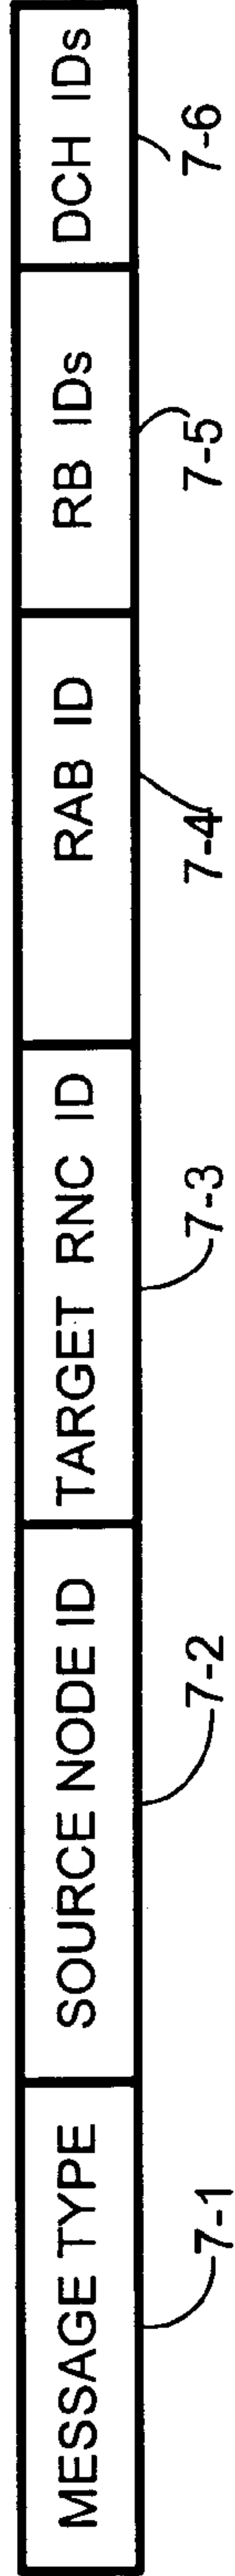 MESSAGE TYPE
SOURCE NODE ID
TARGET RNC ID
RAB ID
RB IDs
DCH IDs
7-1
7-2
7-3
7-4
7-5
7-6